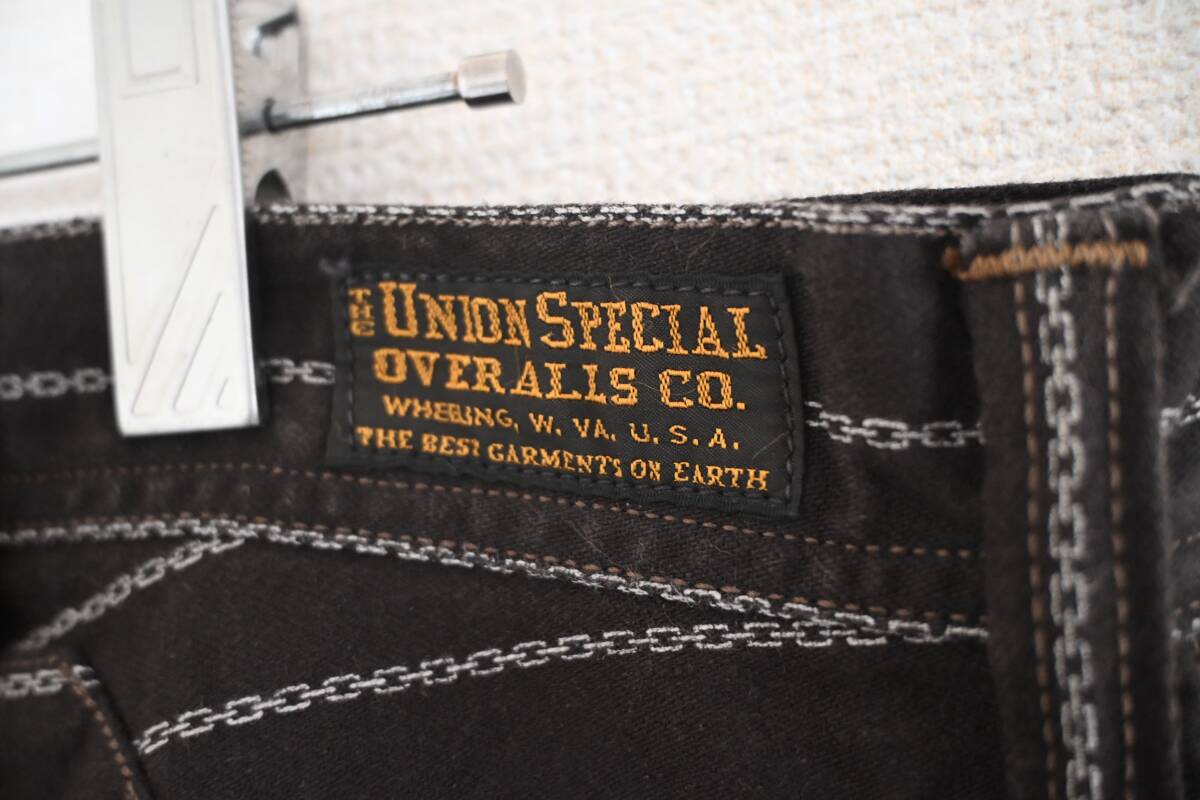 THE UNION SPECIAL
OVERALLS CO.
WHEELING, W. VA. U.S.A.
THE BEST GARMENTS ON EARTH